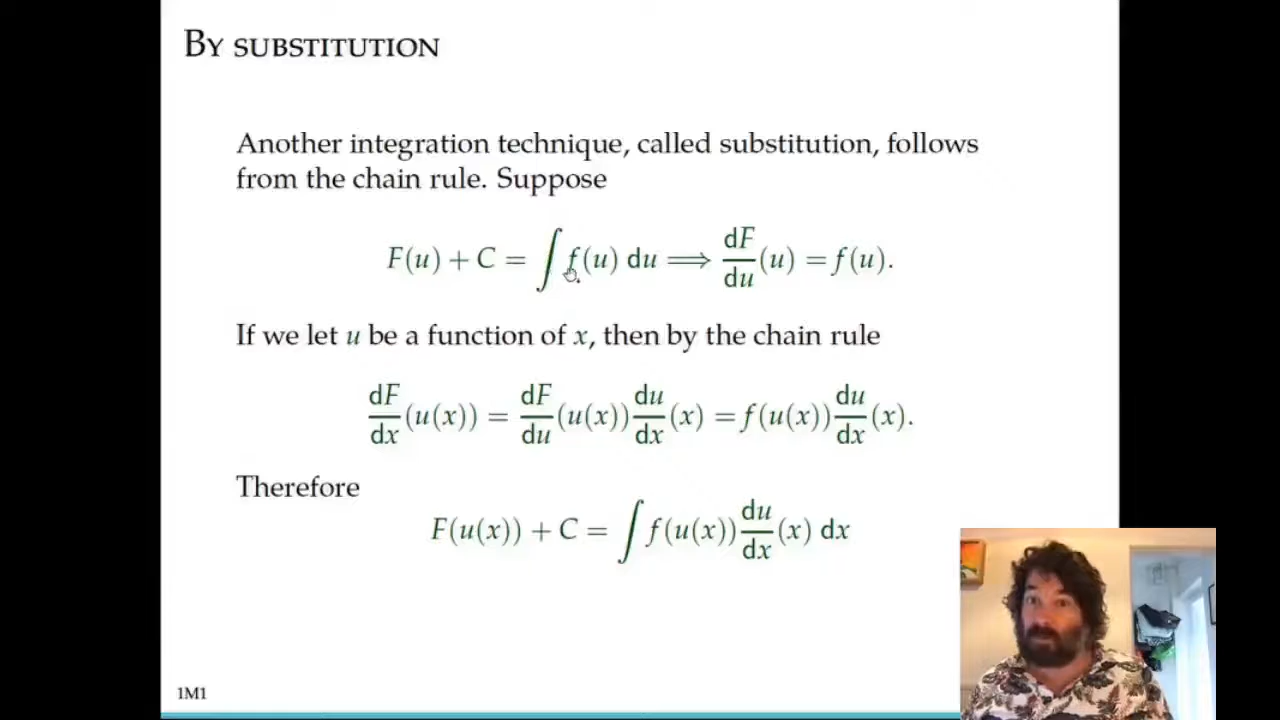 BY SUBSTITUTION
Another integration technique, called substitution, follows
from the chain rule. Suppose
F(u) + C = ∫ f(u) du ⟹ dF/du (u) = f(u).
If we let u be a function of x, then by the chain rule
dF/dx (u(x)) = dF/du (u(x)) du/dx (x) = f(u(x)) du/dx (x).
Therefore
F(u(x)) + C = ∫ f(u(x)) du/dx (x) dx
1M1